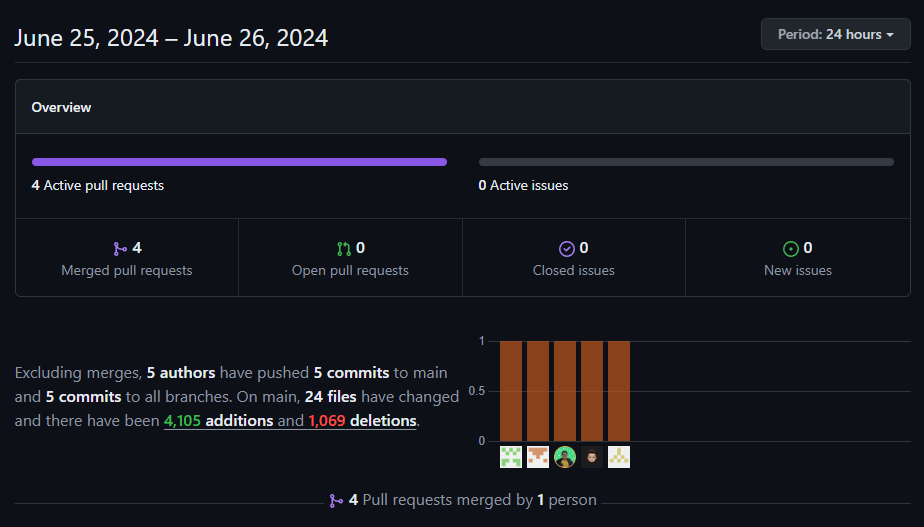 June 25, 2024 – June 26, 2024
Period: 24 hours
Overview
4 Active pull requests
0 Active issues
4
Merged pull requests
0
Open pull requests
0
Closed issues
0
New issues
Excluding merges, 5 authors have pushed 5 commits to main
and 5 commits to all branches. On main, 24 files have changed
and there have been 4,105 additions and 1,069 deletions.
1
0.5
0
4 Pull requests merged by 1 person